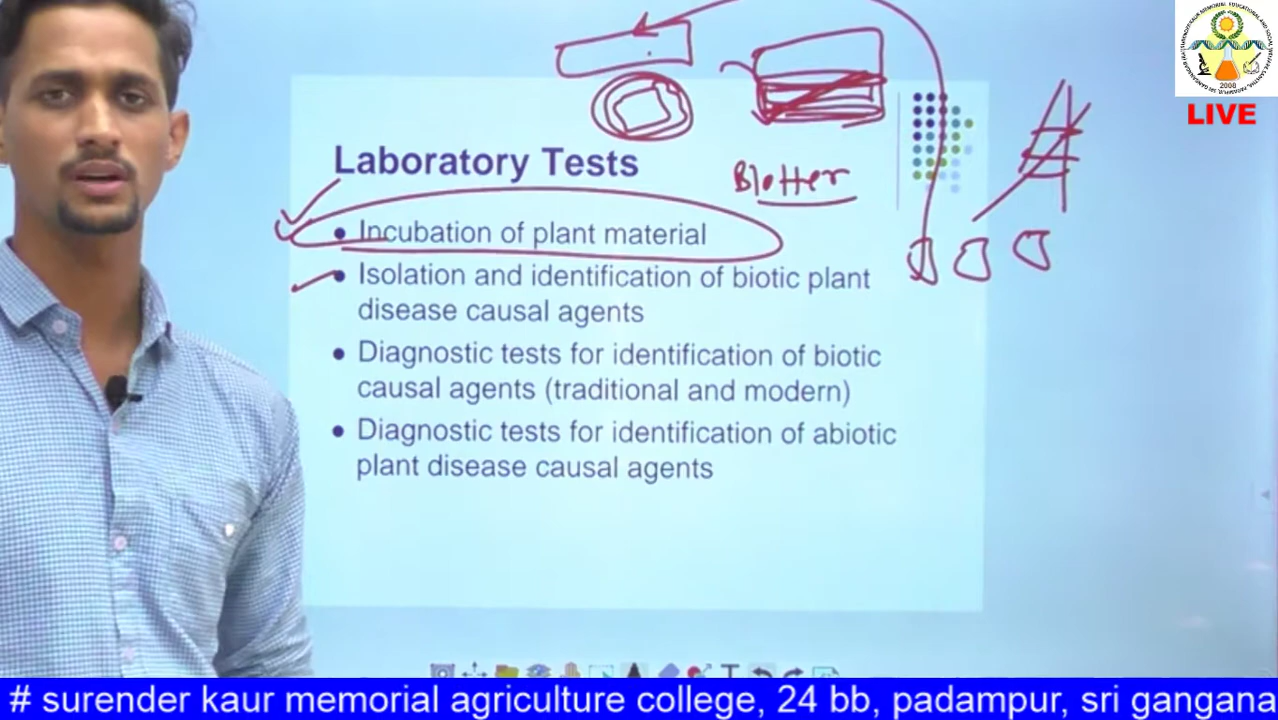 2008
LIVE
Laboratory Tests
Blotter
• Incubation of plant material
• Isolation and identification of biotic plant
disease causal agents
• Diagnostic tests for identification of biotic
causal agents (traditional and modern)
• Diagnostic tests for identification of abiotic
plant disease causal agents
# surender kaur memorial agriculture college, 24 bb, padampur, sri gangana